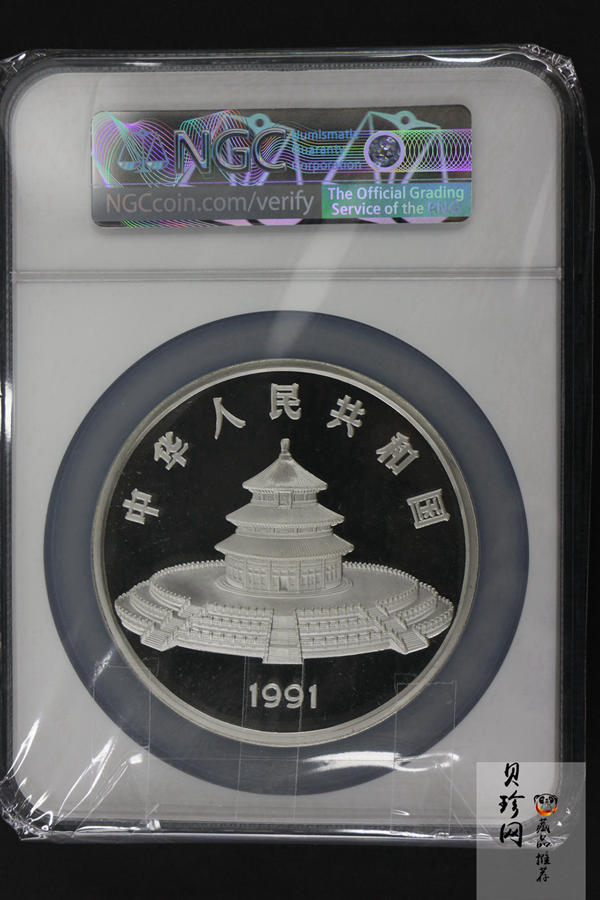 NGC
Numismatic
Guaranty
Corporation
NGCcoin.com/verify
The Official Grading
Service of the PNG
中华人民共和国
1991
贝珍网
藏品推荐